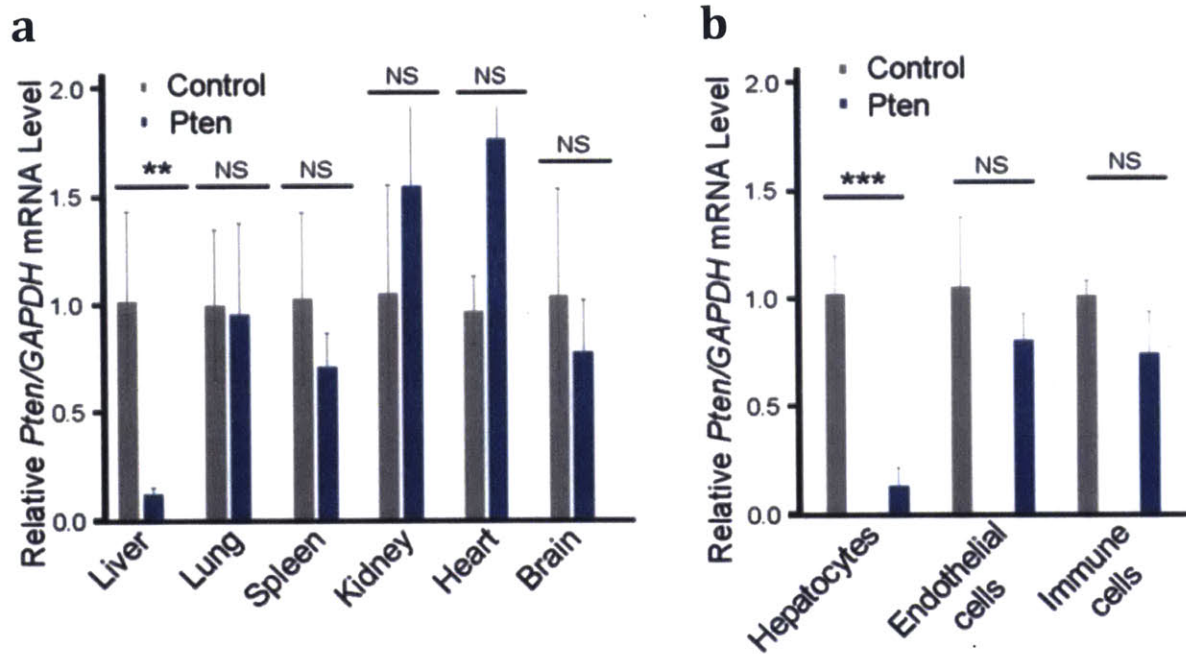 a
Relative Pten/GAPDH mRNA Level
2.0
1.5
1.0
0.5
0.0
Control
Pten
**
NS
NS
NS
NS
NS
Liver
Lung
Spleen
Kidney
Heart
Brain
b
Relative Pten/GAPDH mRNA Level
2.0
1.5
1.0
0.5
0.0
Control
Pten
***
NS
NS
Hepatocytes
Endothelial
cells
Immune
cells